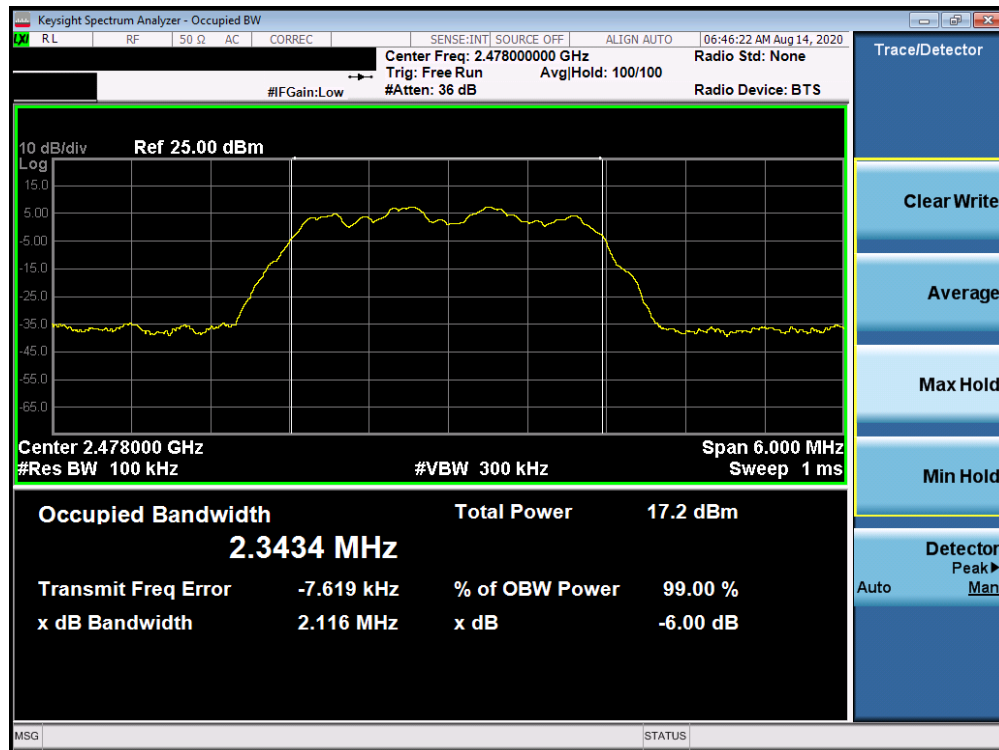 Keysight Spectrum Analyzer - Occupied BW
LXI RL RF 50 Ω AC CORREC SENSE:INT SOURCE OFF ALIGN AUTO 06:46:22 AM Aug 14, 2020
Center Freq: 2.478000000 GHz Radio Std: None
Trig: Free Run Avg|Hold: 100/100
#IFGain:Low #Atten: 36 dB Radio Device: BTS
Trace/Detector
10 dB/div Ref 25.00 dBm
Log
15.0
5.00
-5.00
-15.0
-25.0
-35.0
-45.0
-55.0
-65.0
Center 2.478000 GHz Span 6.000 MHz
#Res BW 100 kHz #VBW 300 kHz Sweep 1 ms
Occupied Bandwidth Total Power 17.2 dBm
2.3434 MHz
Transmit Freq Error -7.619 kHz % of OBW Power 99.00 %
x dB Bandwidth 2.116 MHz x dB -6.00 dB
Clear Write
Average
Max Hold
Min Hold
Detector
Peak▶
Auto Man
MSG STATUS